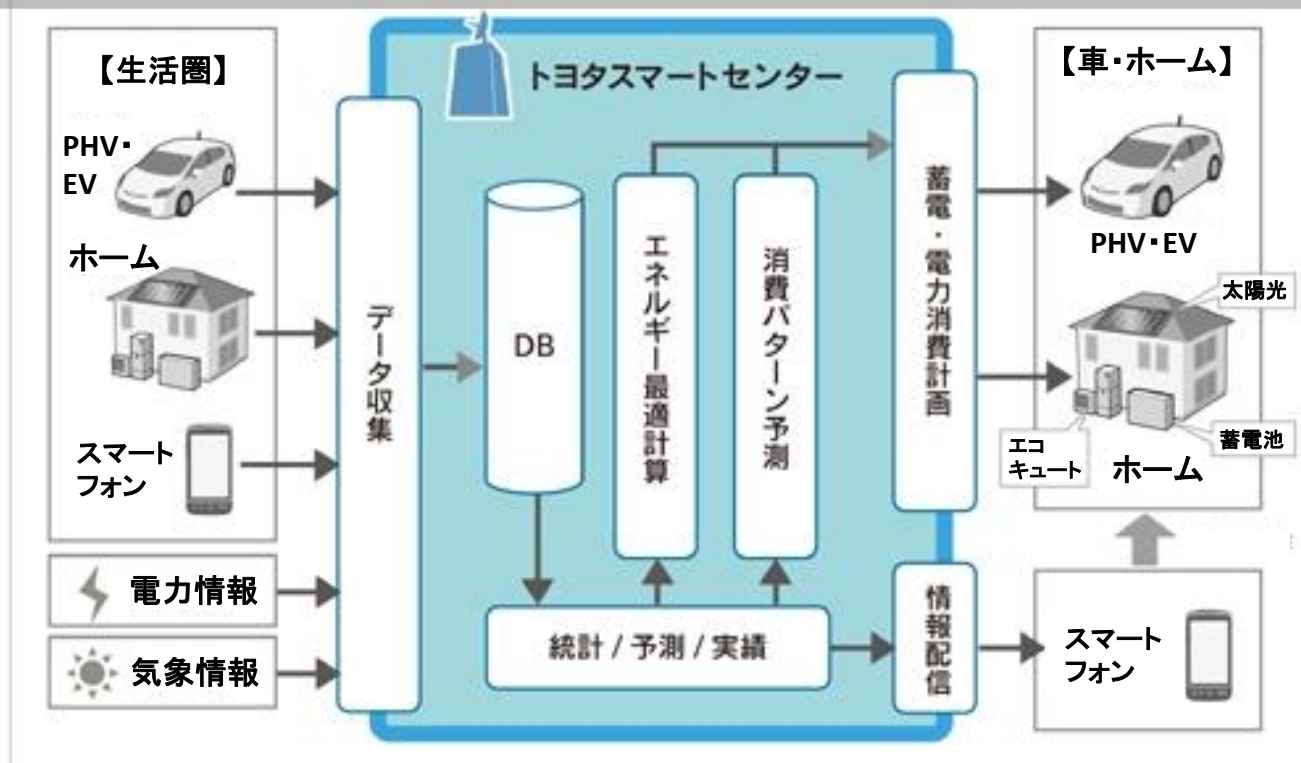 【生活圏】
PHV・
EV
ホーム
スマート
フォン
電力情報
気象情報
データ収集
トヨタスマートセンター
DB
エネルギー最適計算
消費パターン予測
統計 / 予測 / 実績
蓄電・電力消費計画
情報配信
【車・ホーム】
PHV・EV
太陽光
蓄電池
エコ
キュート
ホーム
スマート
フォン